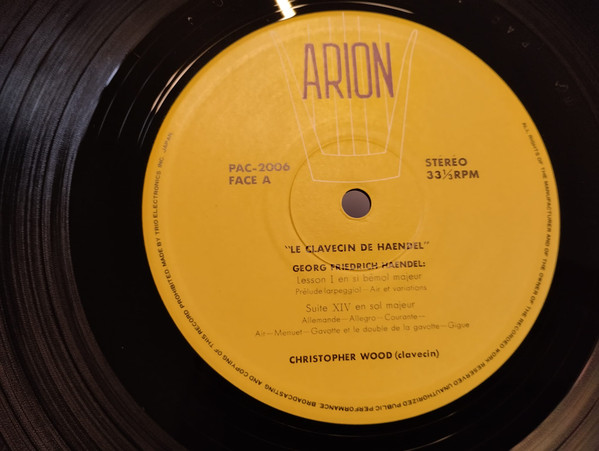 ARION
PAC-2006
FACE A
STÉRÉO
33⅓RPM
"LE CLAVECIN DE HAENDEL"
GEORG FRIEDRICH HAENDEL:
Lesson I en si bémol majeur
Prélude(arpeggio)—Air et variations
Suite XIV en sol majeur
Allemande—Allegro—Courante—
Air—Menuet—Gavotte et le double de la gavotte—Gigue
CHRISTOPHER WOOD (clavecin)
ALL RIGHTS OF THE MANUFACTURER AND OF THE OWNER OF THE RECORDED WORK RESERVED UNAUTHORIZED PUBLIC PERFORMANCE, BROADCASTING AND COPYING OF THIS RECORD PROHIBITED MADE BY TRIO ELECTRONICS INC. JAPAN